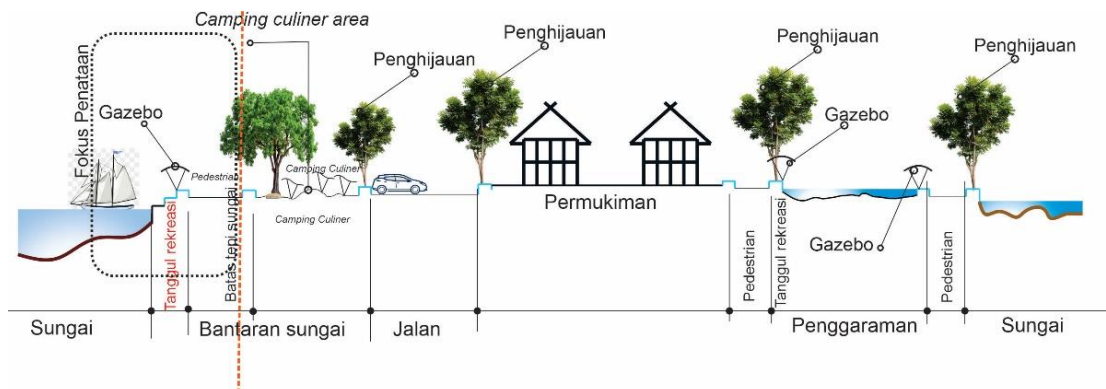 Camping culiner area
Penghijauan
Penghijauan
Penghijauan
Penghijauan
Fokus Penataan
Gazebo
Gazebo
Pedestrian
Camping Culiner
Camping Culiner
Permukiman
Gazebo
Tanggul rekreasi
Batas tepi sungai
Pedestrian
Tanggul rekreasi
Pedestrian
Sungai
Bantaran sungai
Jalan
Penggaraman
Sungai